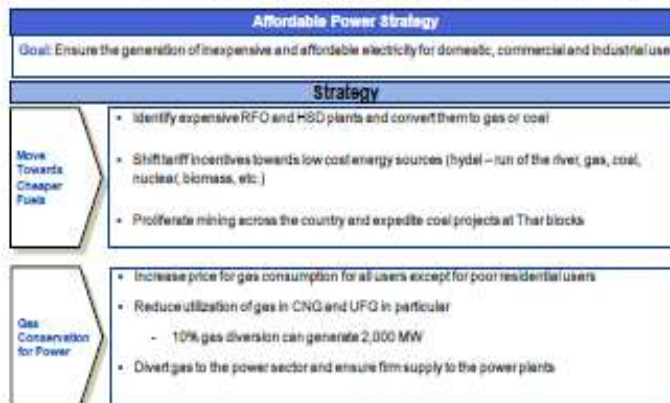 Affordable Power Strategy
Goal: Ensure the generation of inexpensive and affordable electricity for domestic, commercial and industrial use
Strategy
Move
Towards
Cheaper
Fuels
• Identify expensive RFO and HSD plants and convert them to gas or coal
• Shift tariff incentives towards low cost energy sources (hydel – run of the river, gas, coal,
nuclear, biomass, etc.)
• Proliferate mining across the country and expedite coal projects at Thar blocks
Gas
Conservation
for Power
• Increase price for gas consumption for all users except for poor residential users
• Reduce utilization of gas in CNG and UFG in particular
- 10% gas diversion can generate 2,000 MW
• Divert gas to the power sector and ensure firm supply to the power plants